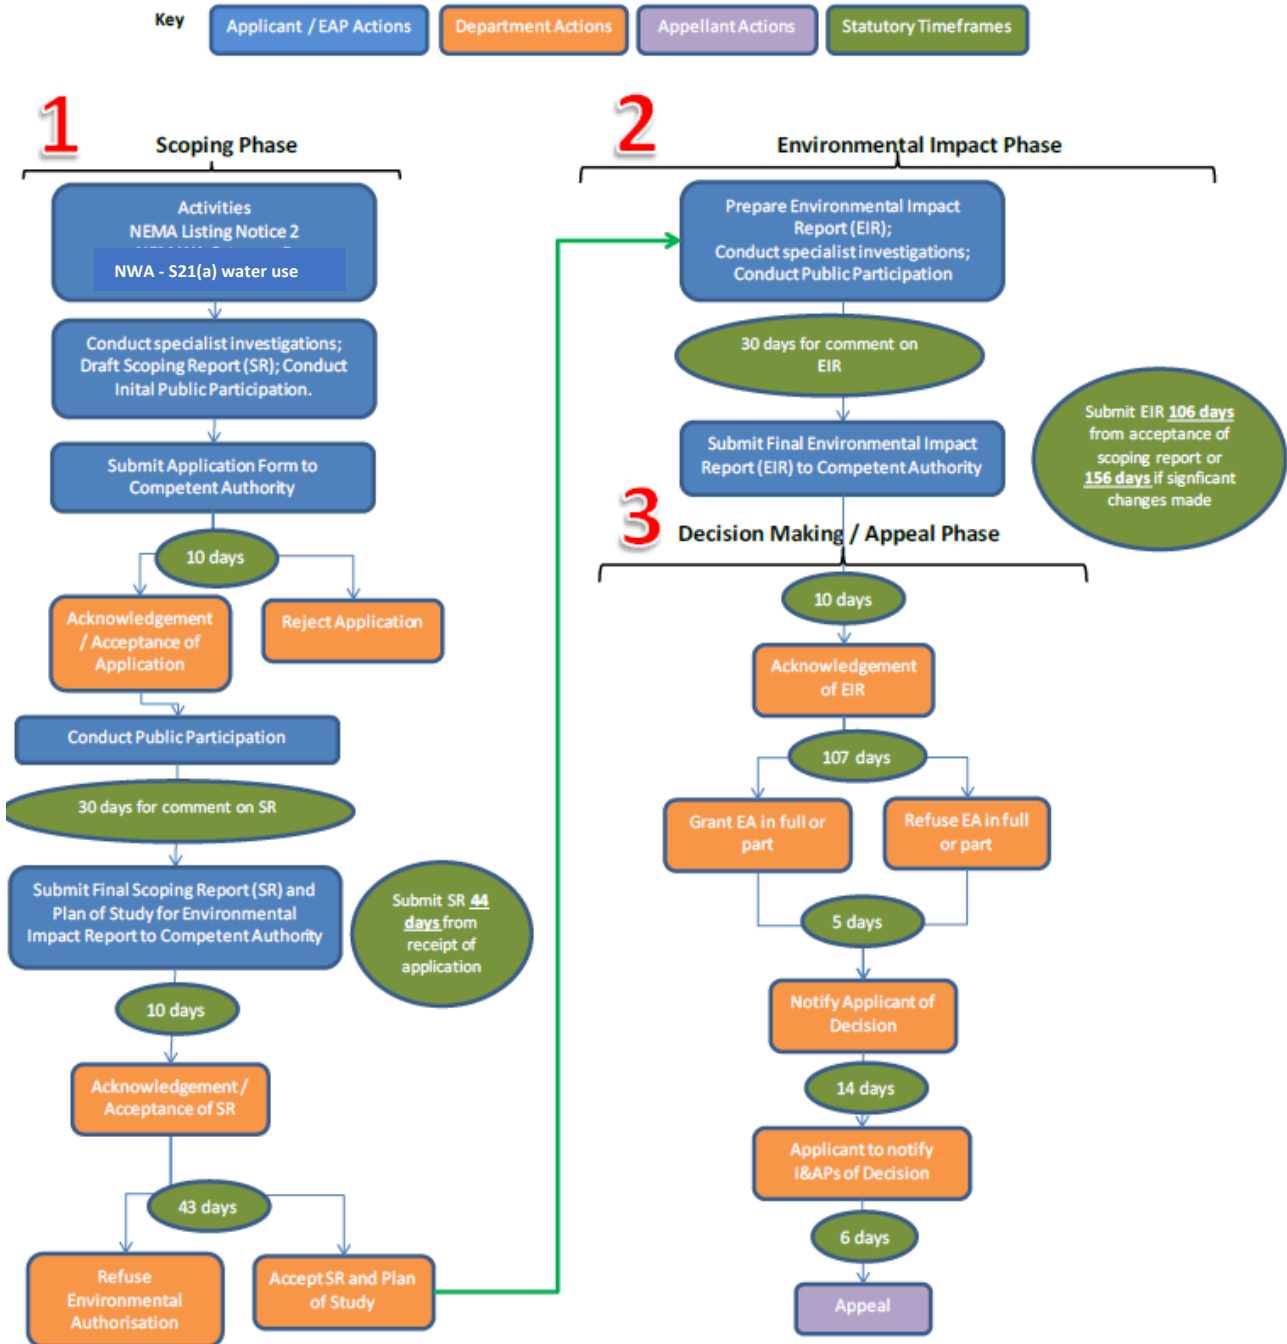 Key
Applicant / EAP Actions
Department Actions
Appellant Actions
Statutory Timeframes
1
Scoping Phase
Activities
NEMA Listing Notice 2
NWA - S21(a) water use
Conduct specialist investigations;
Draft Scoping Report (SR); Conduct
Inital Public Participation.
Submit Application Form to
Competent Authority
10 days
Acknowledgement
/ Acceptance of
Application
Reject Application
Conduct Public Participation
30 days for comment on SR
Submit Final Scoping Report (SR) and
Plan of Study for Environmental
Impact Report to Competent Authority
Submit SR 44
days from
receipt of
application
10 days
Acknowledgement /
Acceptance of SR
43 days
Refuse
Environmental
Authorisation
Accept SR and Plan
of Study
2
Environmental Impact Phase
Prepare Environmental Impact
Report (EIR);
Conduct specialist investigations;
Conduct Public Participation
30 days for comment on
EIR
Submit Final Environmental Impact
Report (EIR) to Competent Authority
Submit EIR 106 days
from acceptance of
scoping report or
156 days if signficant
changes made
3
Decision Making / Appeal Phase
10 days
Acknowledgement
of EIR
107 days
Grant EA in full or
part
Refuse EA in full
or part
5 days
Notify Applicant of
Decision
14 days
Applicant to notify
I&APs of Decision
6 days
Appeal